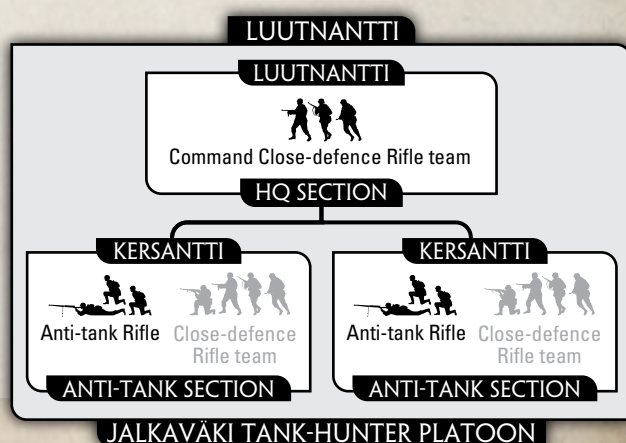 LUUTNANTTI
LUUTNANTTI
Command Close-defence Rifle team
HQ SECTION
KERSANTTI
Anti-tank Rifle
Close-defence
Rifle team
ANTI-TANK SECTION
KERSANTTI
Anti-tank Rifle
Close-defence
Rifle team
ANTI-TANK SECTION
JALKAVÄKI TANK-HUNTER PLATOON